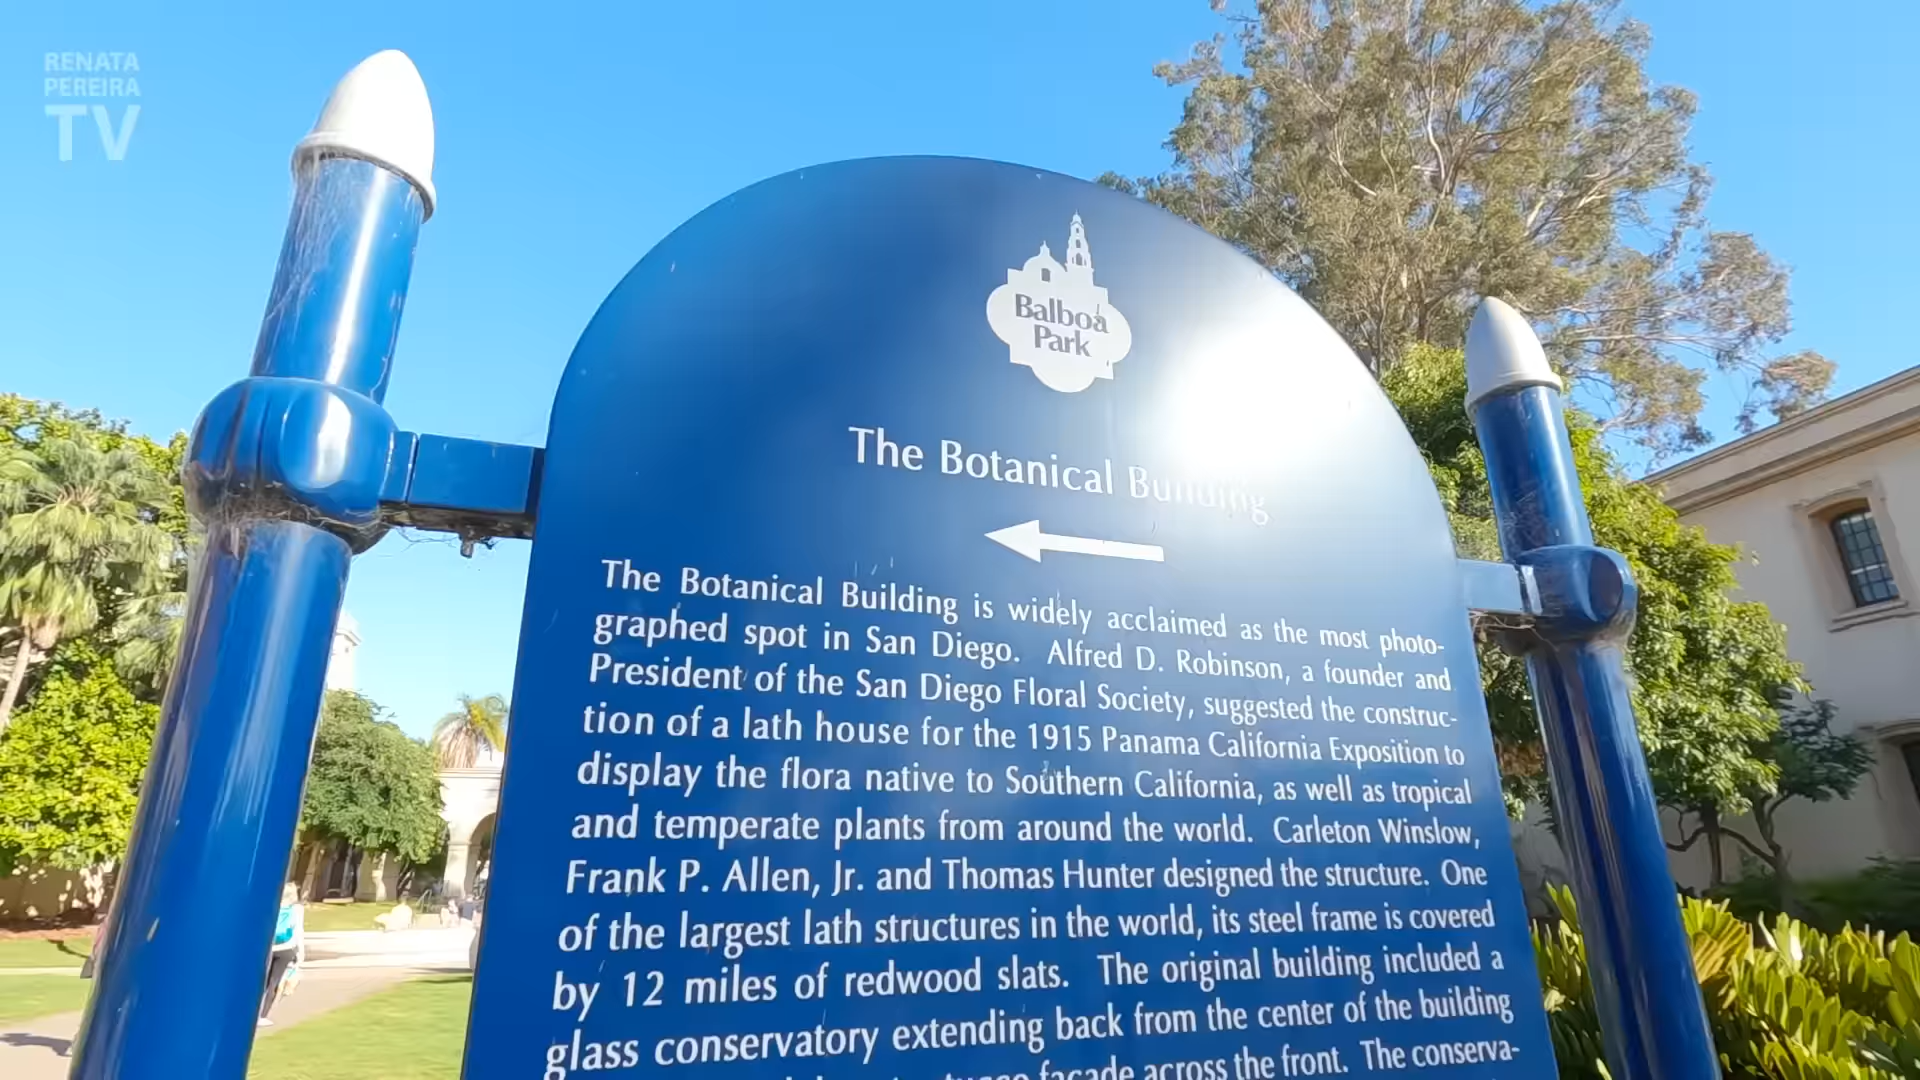 RENATA
PEREIRA
TV
Balboa
Park
The Botanical Building
The Botanical Building is widely acclaimed as the most photo-
graphed spot in San Diego. Alfred D. Robinson, a founder and
President of the San Diego Floral Society, suggested the construc-
tion of a lath house for the 1915 Panama California Exposition to
display the flora native to Southern California, as well as tropical
and temperate plants from around the world. Carleton Winslow,
Frank P. Allen, Jr. and Thomas Hunter designed the structure. One
of the largest lath structures in the world, its steel frame is covered
by 12 miles of redwood slats. The original building included a
glass conservatory extending back from the center of the building
facade across the front. The conserva-